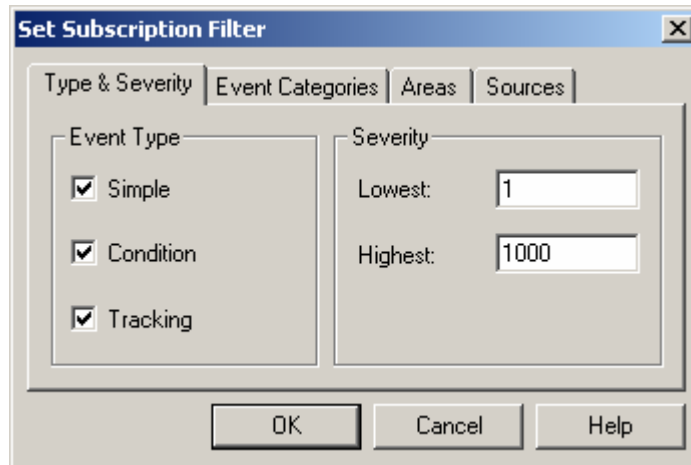 Set Subscription Filter
Type & Severity Event Categories Areas Sources
Event Type
Simple
Condition
Tracking
Severity
Lowest: 1
Highest: 1000
OK Cancel Help